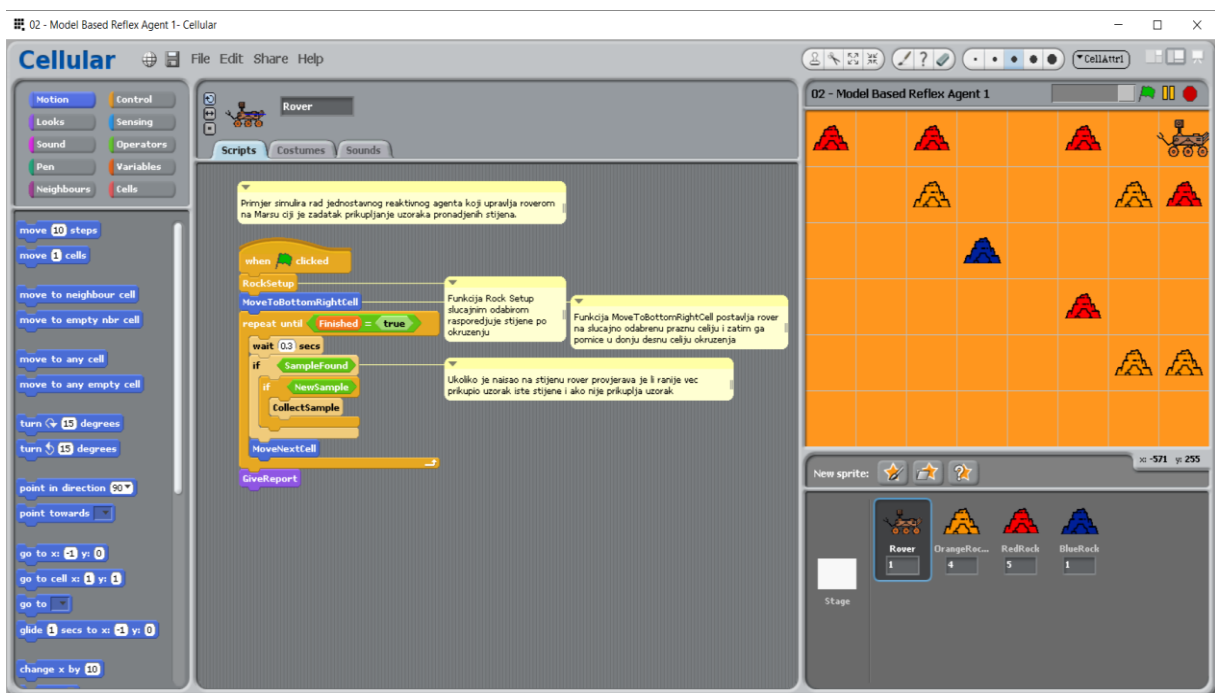 02 - Model Based Reflex Agent 1- Cellular
Cellular
File Edit Share Help
CellAttr1
Motion Control
Looks Sensing
Sound Operators
Pen Variables
Neighbours Cells
move 10 steps
move 1 cells
move to neighbour cell
move to empty nbr cell
move to any cell
move to any empty cell
turn 15 degrees
turn 15 degrees
point in direction 90
point towards
go to x: -1 y: 0
go to cell x: 1 y: 1
go to
glide 1 secs to x: -1 y: 0
change x by 10
Rover
Scripts Costumes Sounds
Primjer simulira rad jednostavnog reaktivnog agenta koji upravlja roverom
na Marsu ciji je zadatak prikupljanje uzoraka pronadjenih stijena.
when clicked
RockSetup
MoveToBottomRightCell
repeat until Finished = true
wait 0.3 secs
if SampleFound
if NewSample
CollectSample
MoveNextCell
GiveReport
Funkcija Rock Setup
slucajnim odabirom
rasporedjuje stijene po
okruzenju
Funkcija MoveToBottomRightCell postavlja rover
na slucajno odabrenu praznu celiju i zatim ga
pomice u donju desnu celiju okruzenja
Ukoliko je naisao na stijenu rover provjerava je li ranije vec
prikupio uzorak iste stijene i ako nije prikuplja uzorak
02 - Model Based Reflex Agent 1
x: -571 y: 255
New sprite:
Rover OrangeRoc... RedRock BlueRock
1 4 5 1
Stage